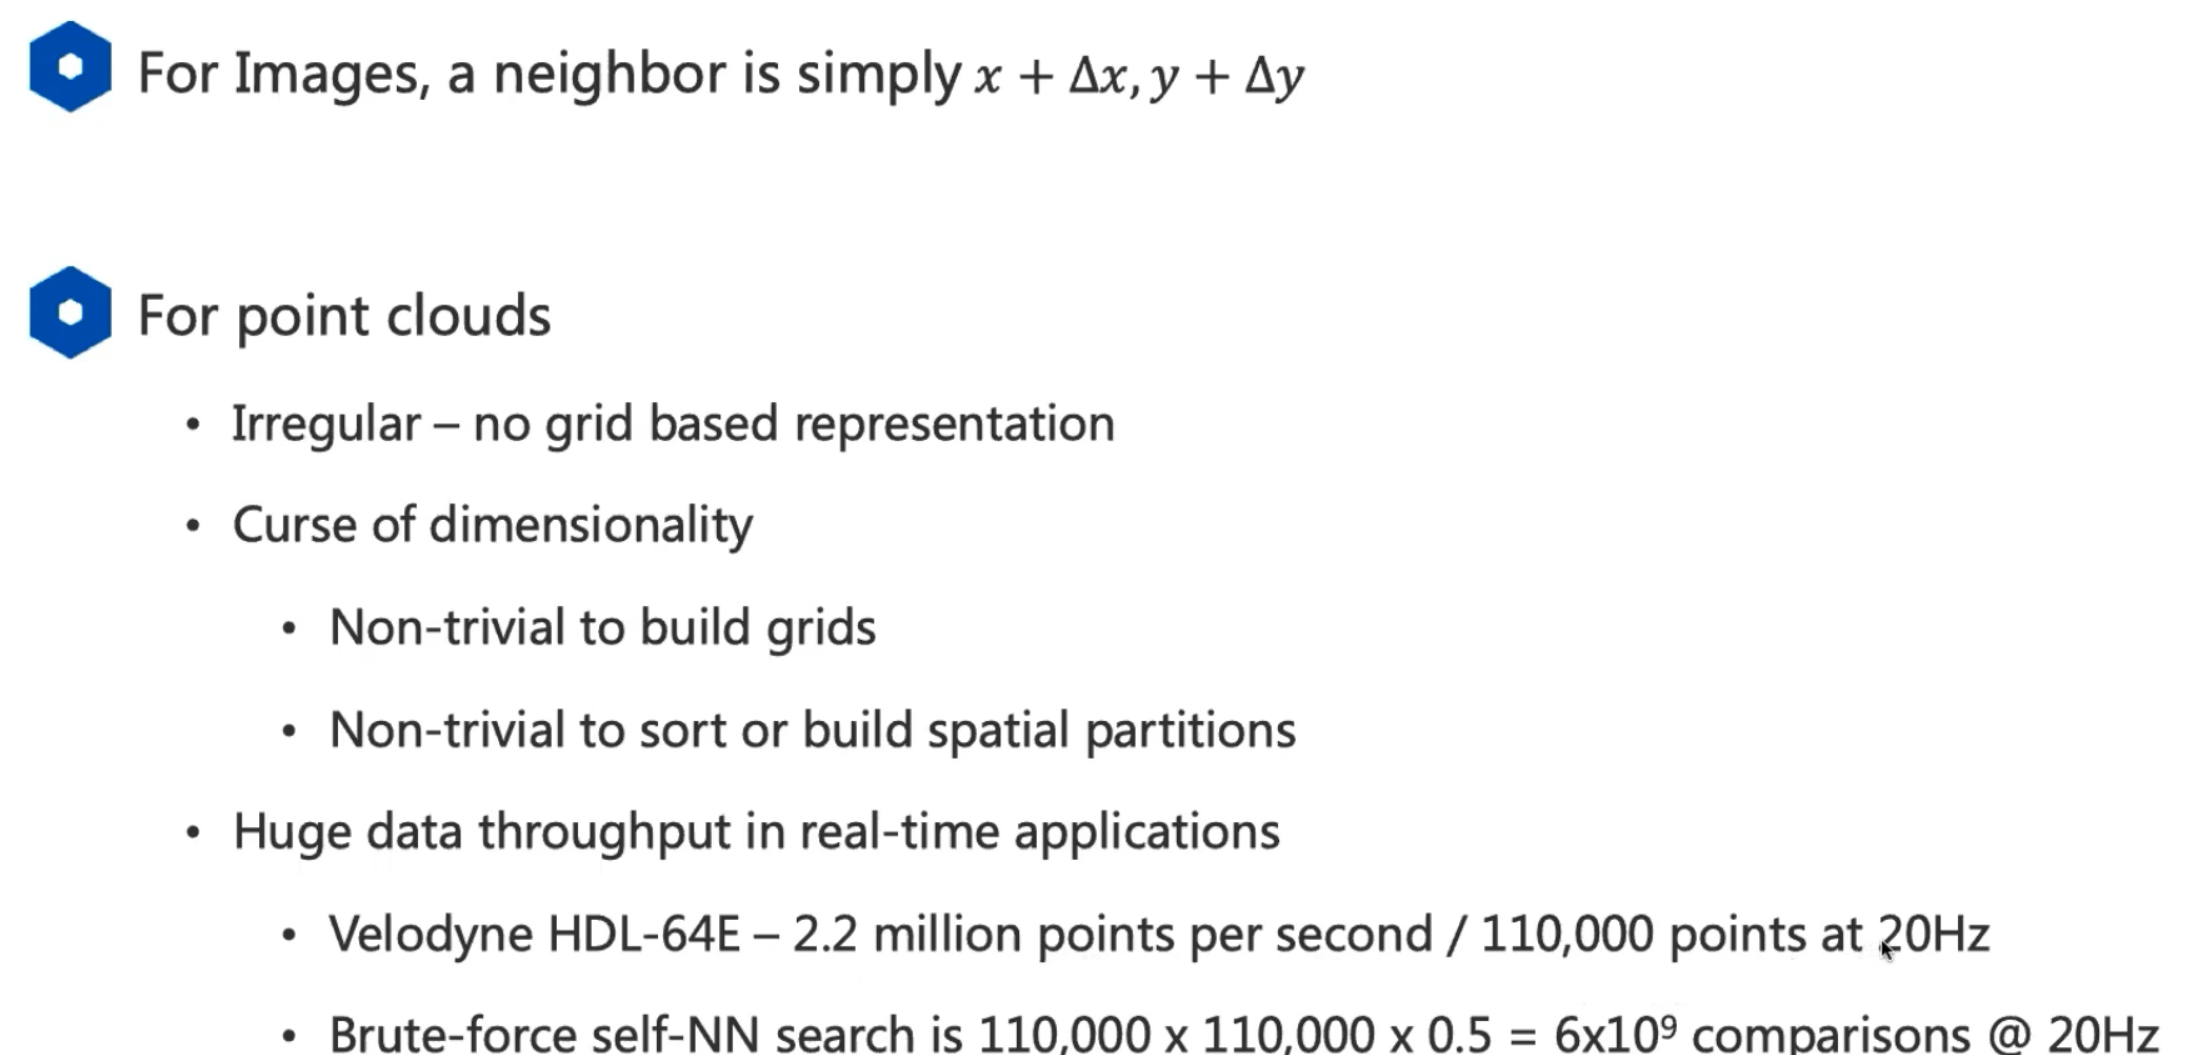 For Images, a neighbor is simply x + Δx, y + Δy
For point clouds
• Irregular – no grid based representation
• Curse of dimensionality
• Non-trivial to build grids
• Non-trivial to sort or build spatial partitions
• Huge data throughput in real-time applications
• Velodyne HDL-64E – 2.2 million points per second / 110,000 points at 20Hz
• Brute-force self-NN search is 110,000 x 110,000 x 0.5 = 6x10⁹ comparisons @ 20Hz